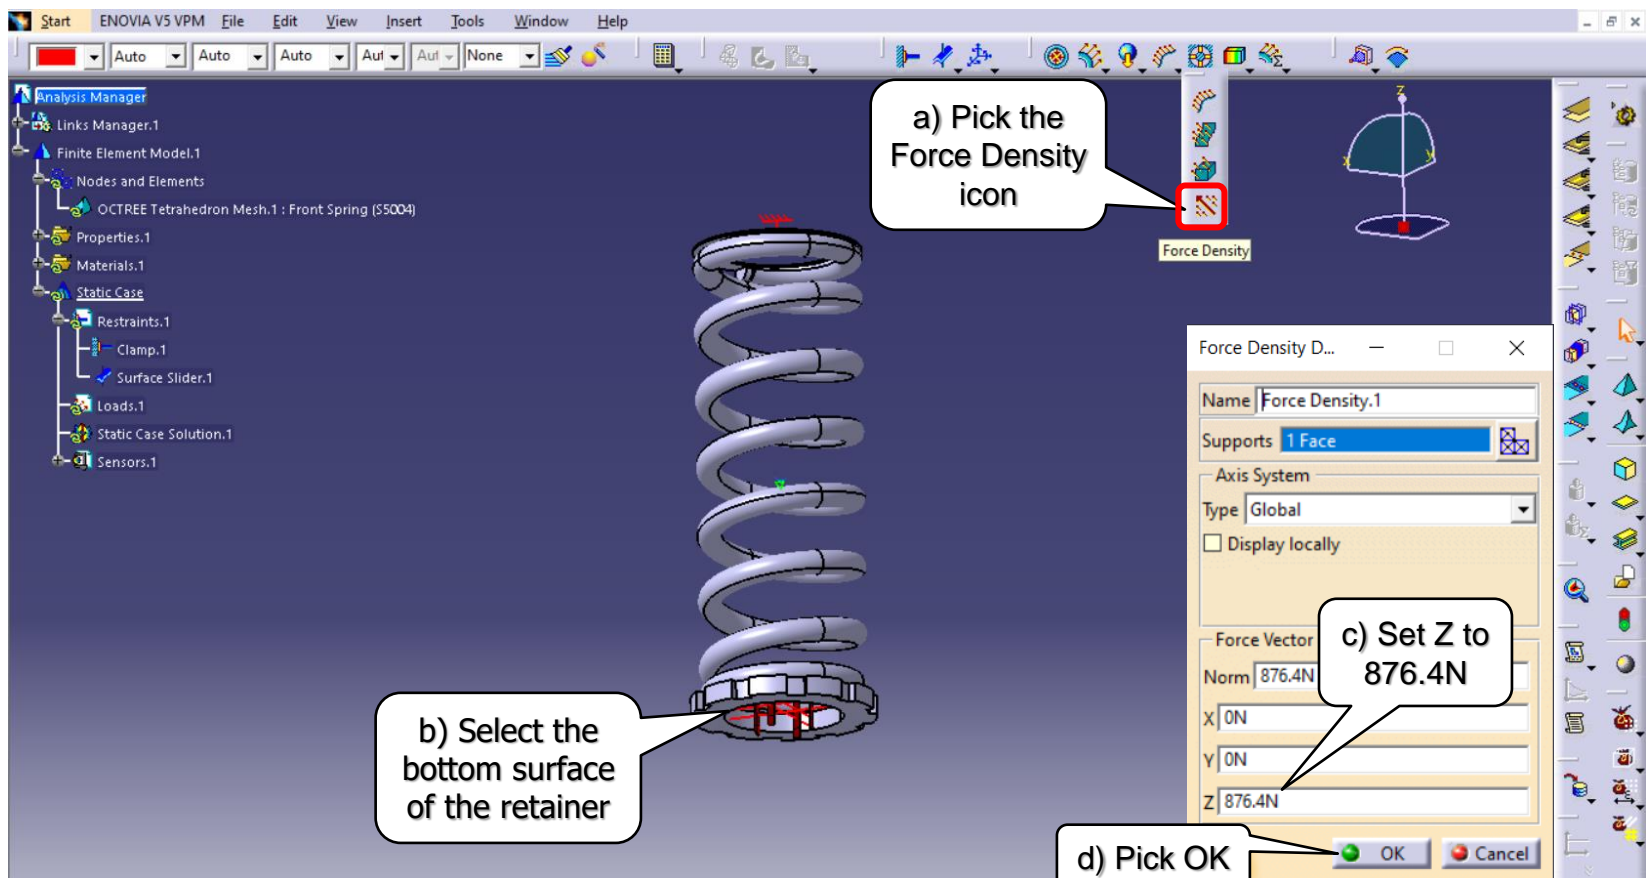 Start ENOVIA V5 VPM File Edit View Insert Tools Window Help
Auto Auto Auto Aut Aut None
Analysis Manager
Links Manager.1
Finite Element Model.1
Nodes and Elements
OCTREE Tetrahedron Mesh.1 : Front Spring (S5004)
Properties.1
Materials.1
Static Case
Restraints.1
Clamp.1
Surface Slider.1
Loads.1
Static Case Solution.1
Sensors.1
a) Pick the
Force Density
icon
Force Density
z
x
y
Force Density D...
Name Force Density.1
Supports 1 Face
Axis System
Type Global
Display locally
Force Vector
Norm 876.4N
X 0N
Y 0N
Z 876.4N
OK Cancel
c) Set Z to
876.4N
b) Select the
bottom surface
of the retainer
d) Pick OK